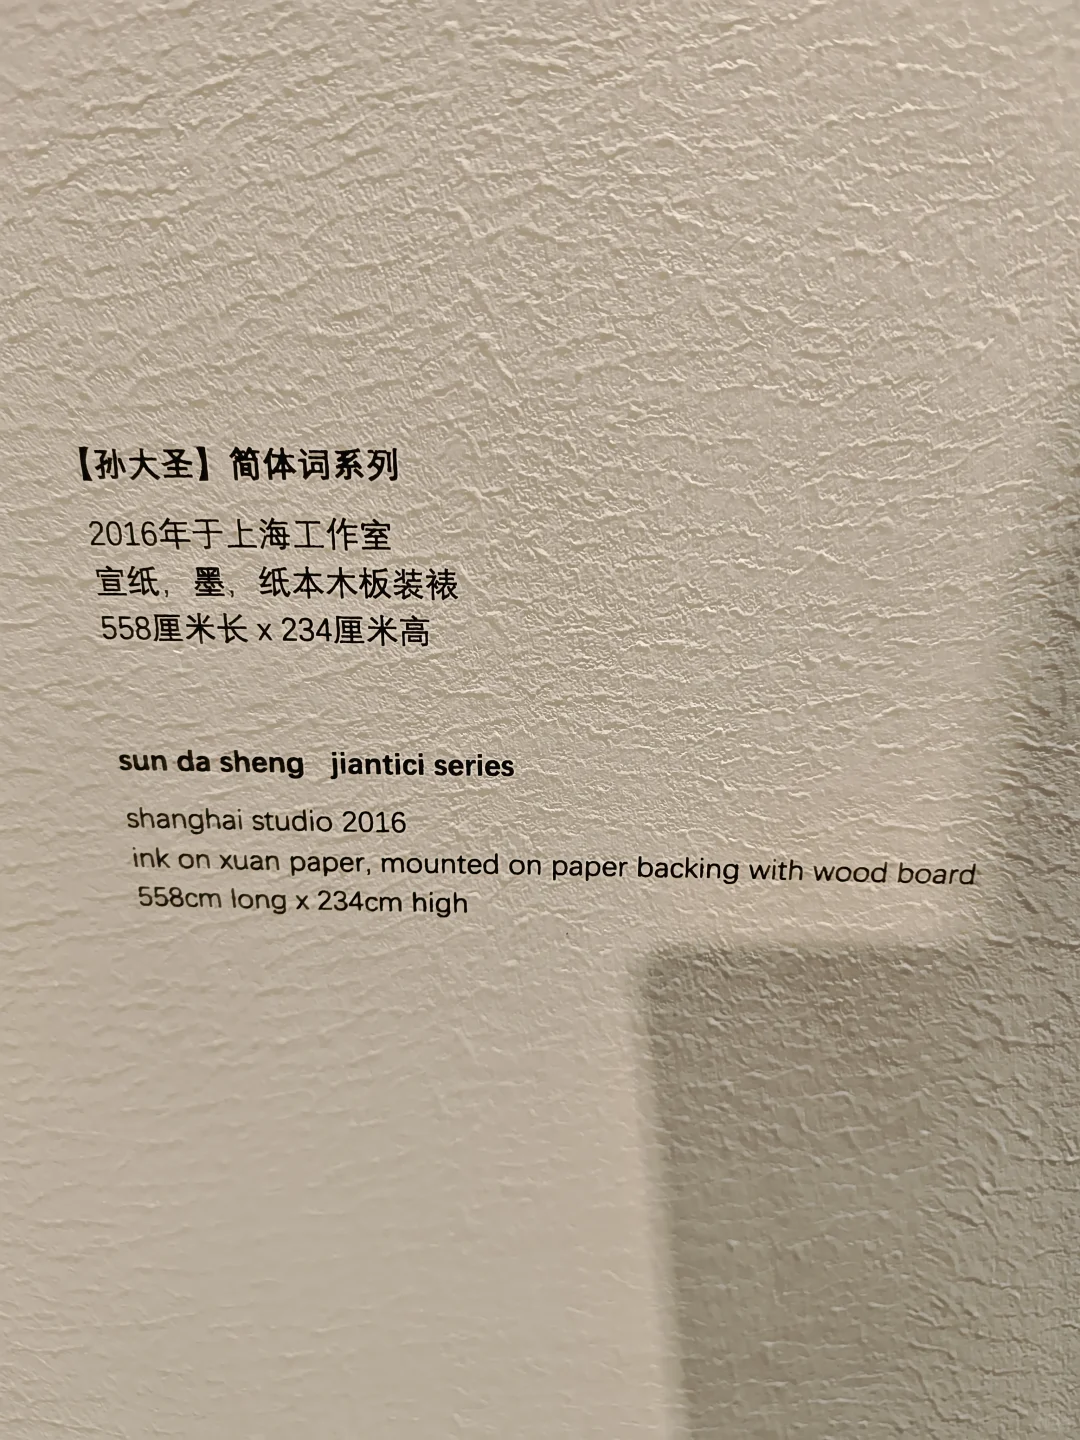 【孙大圣】简体词系列
2016年于上海工作室
宣纸，墨，纸本木板装裱
558厘米长 x 234厘米高
sun da sheng jiantici series
shanghai studio 2016
ink on xuan paper, mounted on paper backing with wood board
558cm long x 234cm high